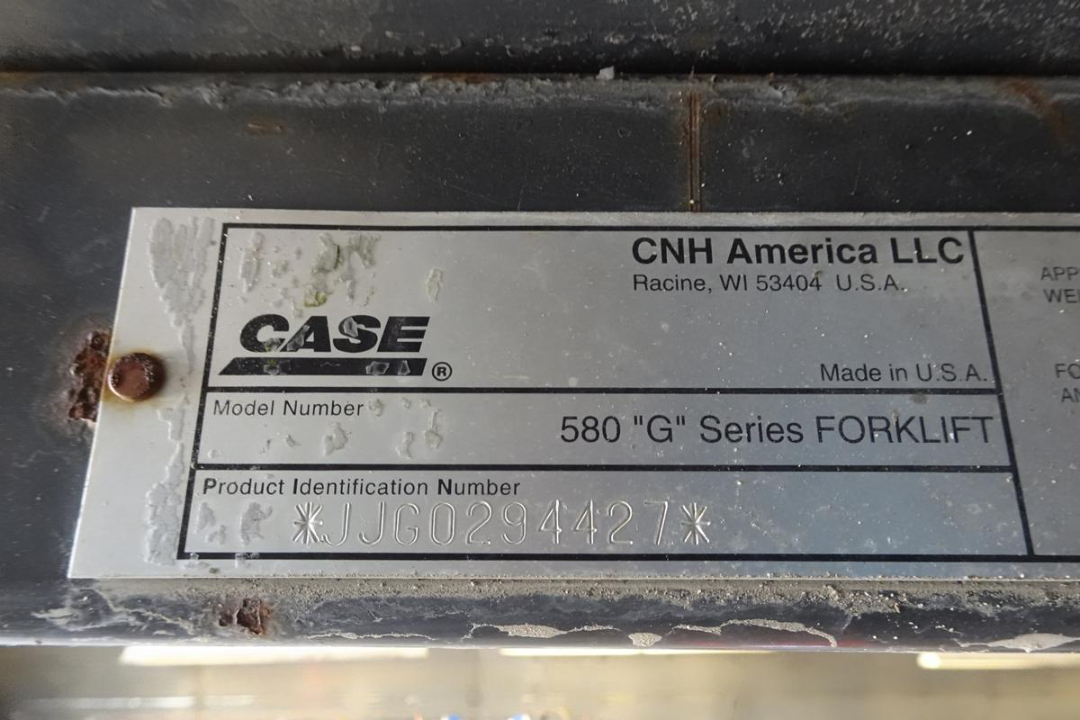 CNH America LLC
Racine, WI 53404 U.S.A.
CASE®
Made in U.S.A.
Model Number
580 "G" Series FORKLIFT
Product Identification Number
*JJG0294427*